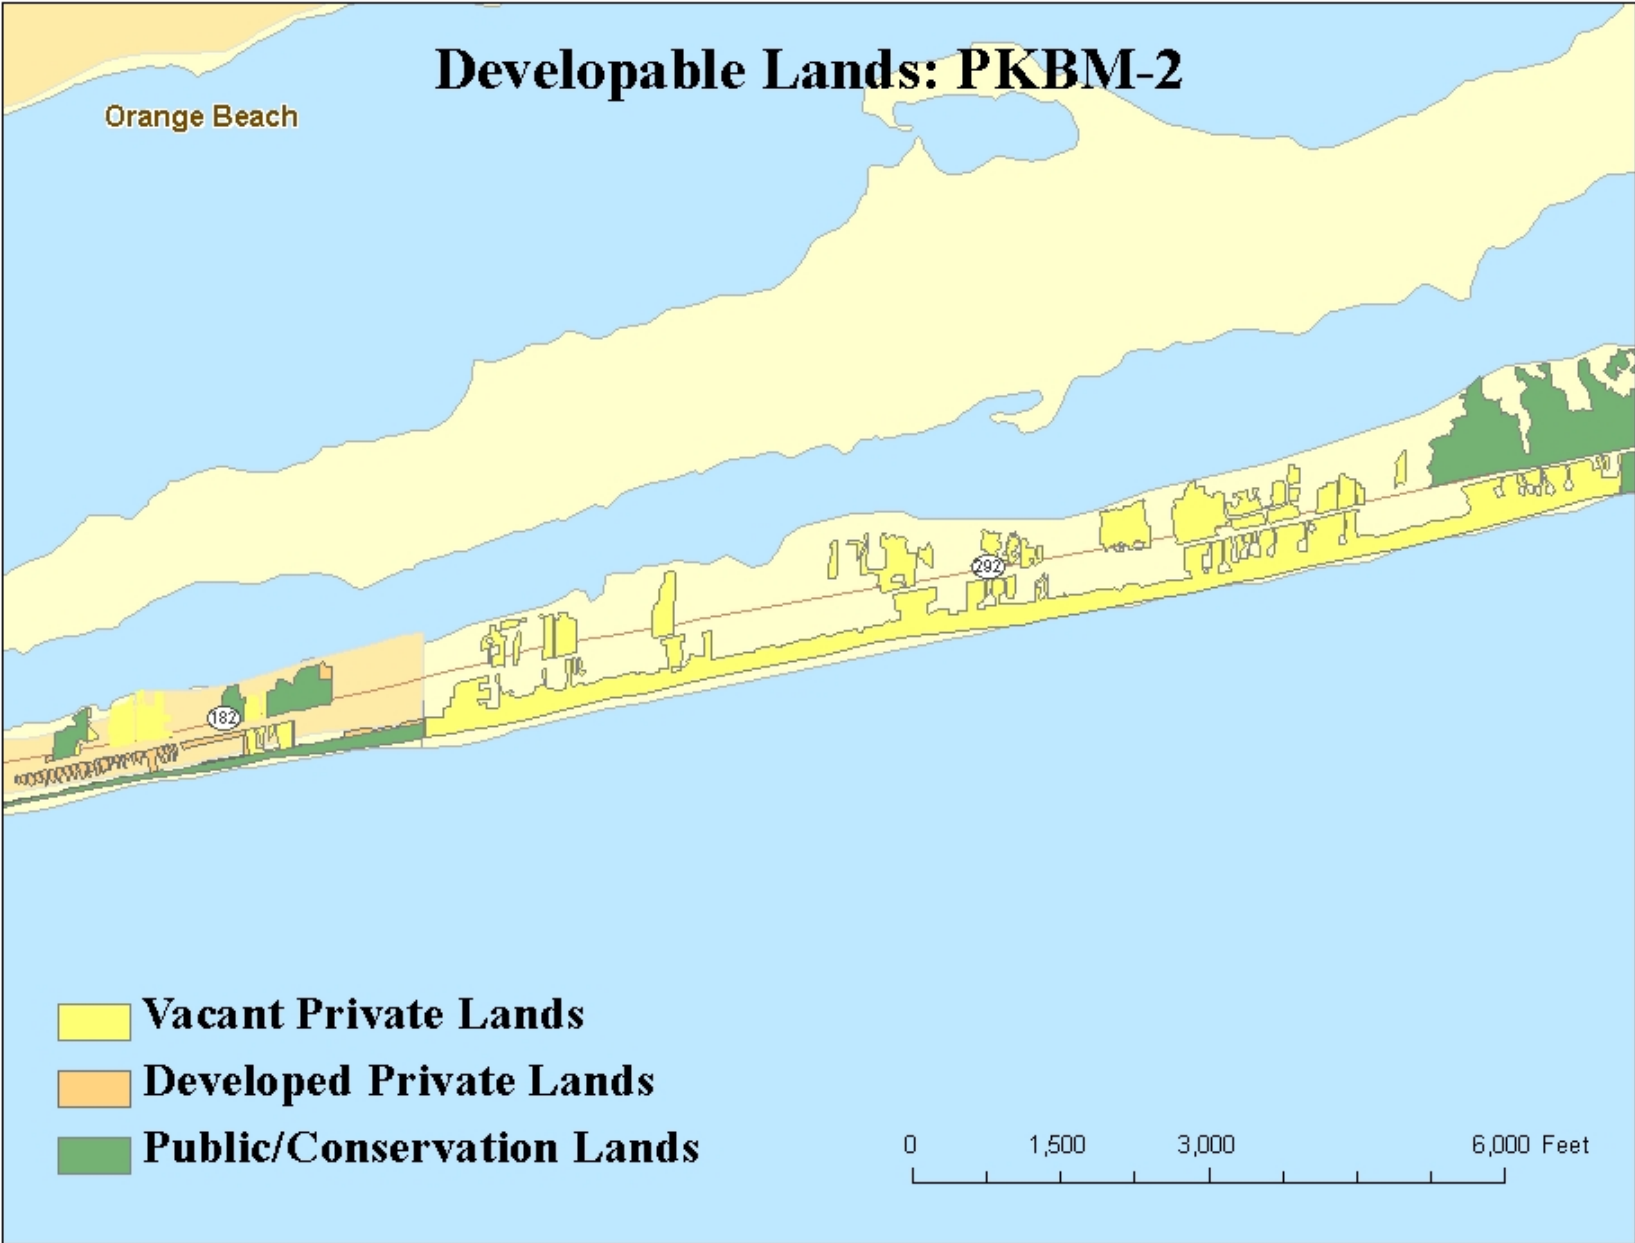 Developable Lands: PKBM-2
Orange Beach
292
182
Vacant Private Lands
Developed Private Lands
Public/Conservation Lands
0 1,500 3,000 6,000 Feet